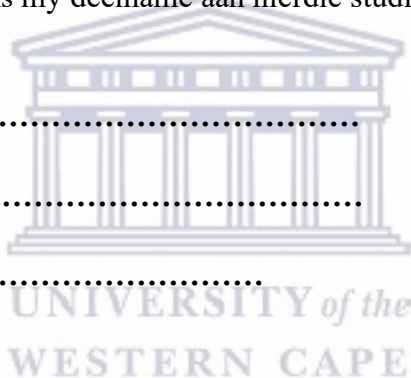 s my deelname aan hierdie studi
................................................
................................................
..................................
UNIVERSITY of the
WESTERN CAPE